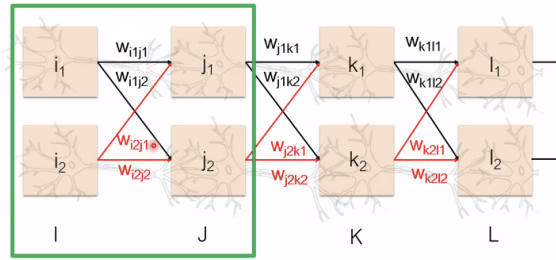 i1 wi1j1 j1 wj1k1 k1 wk1l1 l1
wi1j2 wj1k2 wk1l2
wi2j1 wj2k1 wk2l1
i2 wi2j2 j2 wj2k2 k2 wk2l2 l2
I J K L